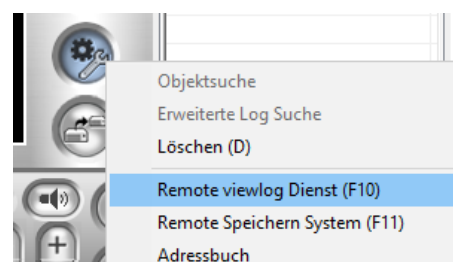 Objektsuche
Erweiterte Log Suche
Löschen (D)
Remote viewlog Dienst (F10)
Remote Speichern System (F11)
Adressbuch